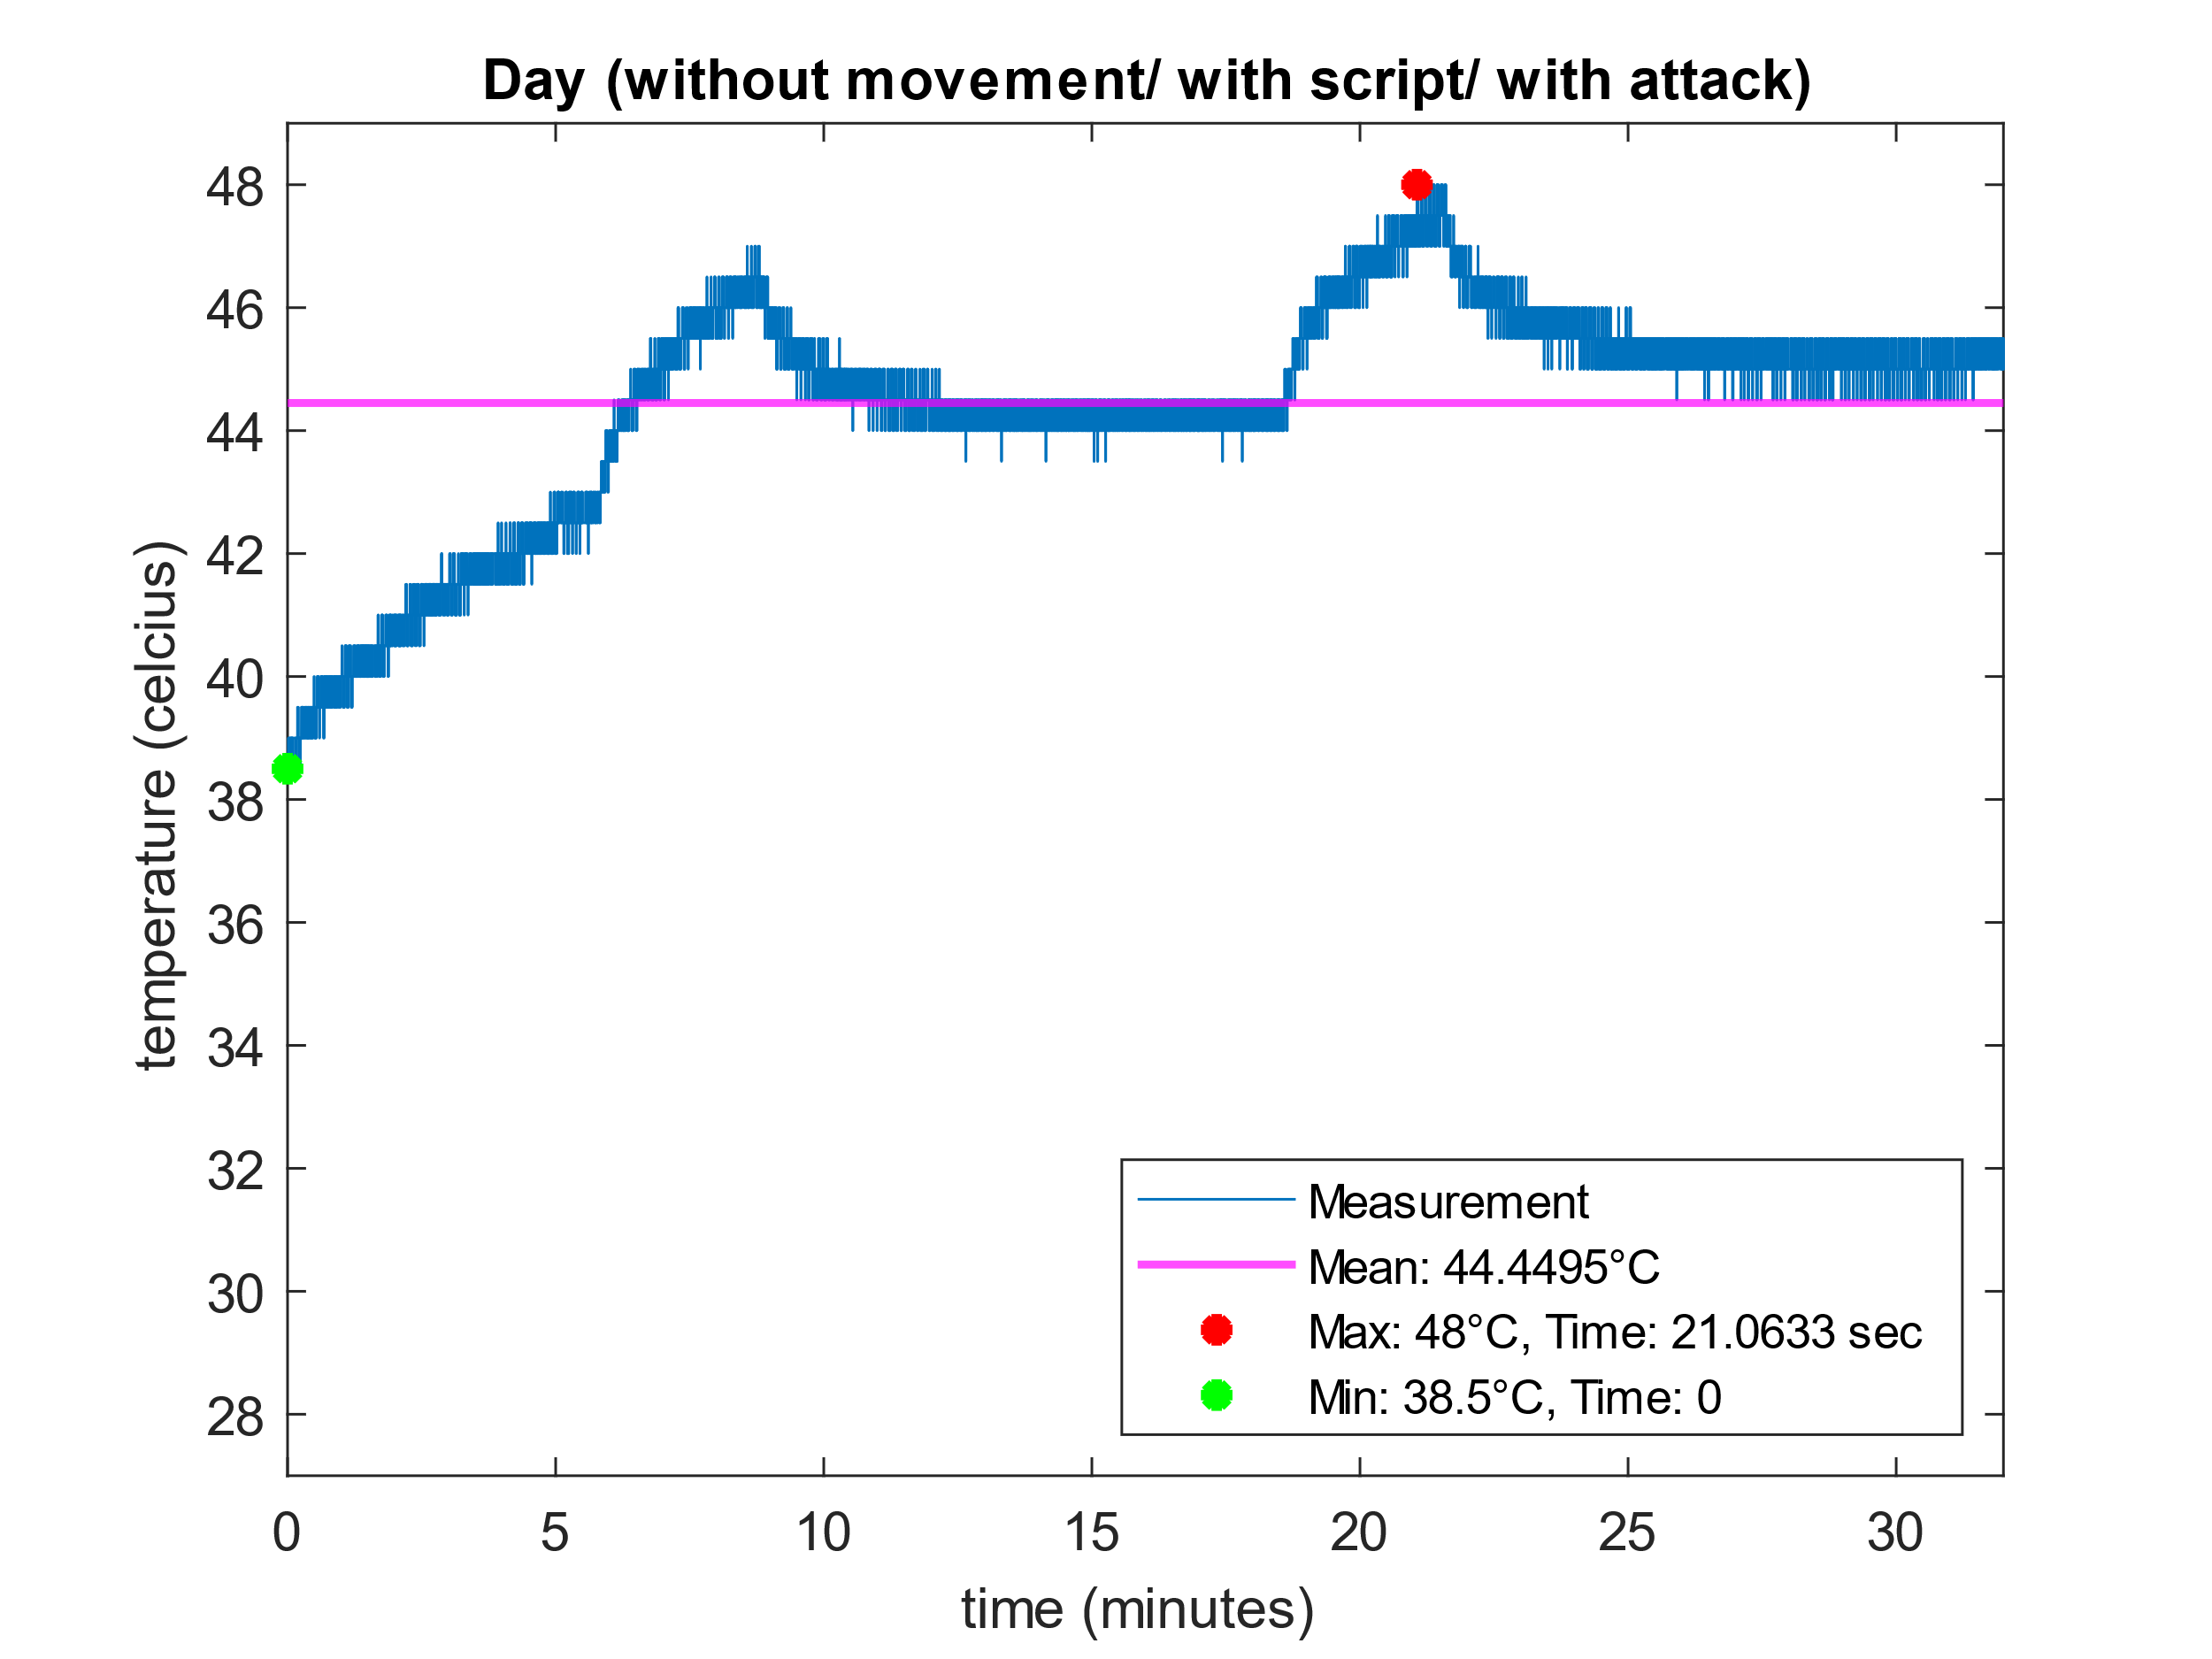 Day (without movement/ with script/ with attack)
48
46
44
42
40
38
36
34
32
30
28
temperature (celcius)
Measurement
Mean: 44.4495°C
Max: 48°C, Time: 21.0633 sec
Min: 38.5°C, Time: 0
0 5 10 15 20 25 30
time (minutes)